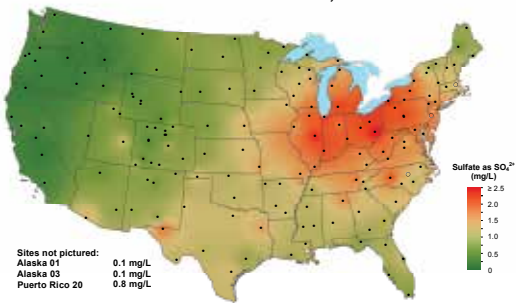 Sulfate as SO₄²⁺
(mg/L)
≥ 2.5
2.0
1.5
1.0
0.5
0
Sites not pictured:
Alaska 01 0.1 mg/L
Alaska 03 0.1 mg/L
Puerto Rico 20 0.8 mg/L